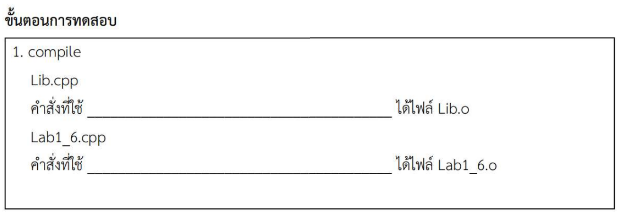 ขั้นตอนการทดสอบ
1. compile
Lib.cpp
คำสั่งที่ใช้ ______________________________________ ได้ไฟล์ Lib.o
Lab1_6.cpp
คำสั่งที่ใช้ ______________________________________ ได้ไฟล์ Lab1_6.o